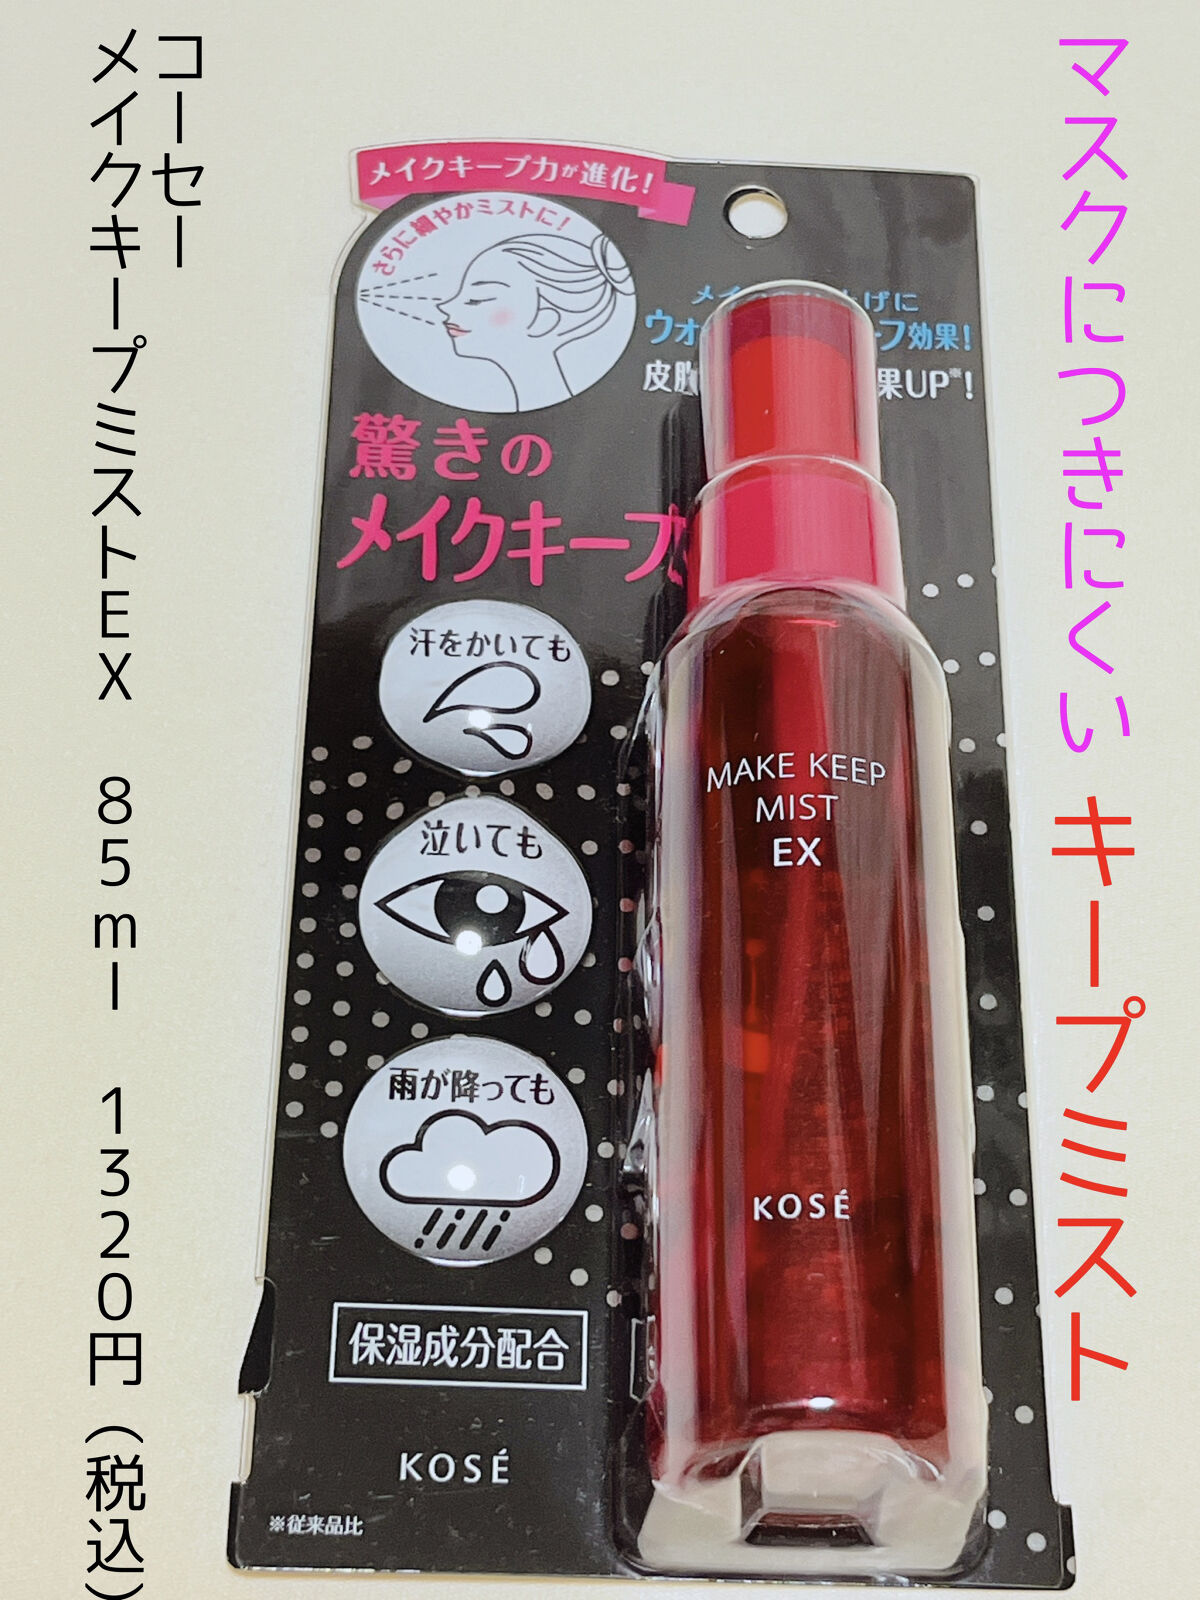 マスクにつきにくい キープミスト
コーセー
メイクキープミストEX 85ml 1320円(税込)
メイクキープ力が進化!
さらに細やかミストに!
ウォ
げに
フ効果!
皮
果UP※!
驚きの
メイクキープ
汗をかいても
泣いても
雨が降っても
保湿成分配合
KOSÉ
※従来品比
MAKE KEEP
MIST
EX
KOSÉ